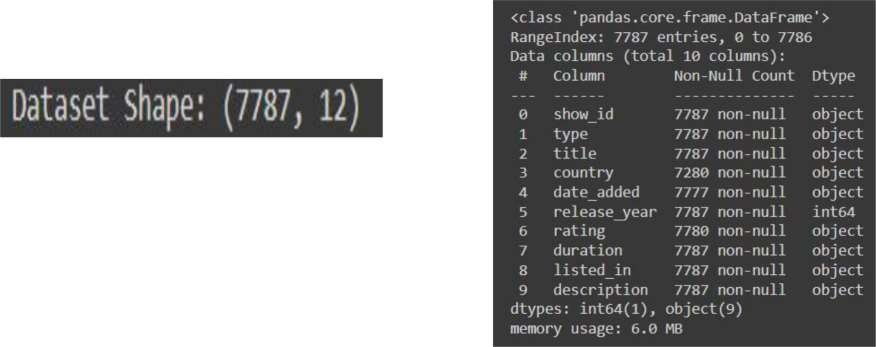 Dataset Shape: (7787, 12)
<class 'pandas.core.frame.DataFrame'>
RangeIndex: 7787 entries, 0 to 7786
Data columns (total 10 columns):
 #   Column        Non-Null Count  Dtype
---  ------        --------------  -----
 0   show_id       7787 non-null   object
 1   type          7787 non-null   object
 2   title         7787 non-null   object
 3   country       7280 non-null   object
 4   date_added    7777 non-null   object
 5   release_year  7787 non-null   int64
 6   rating        7780 non-null   object
 7   duration      7787 non-null   object
 8   listed_in     7787 non-null   object
 9   description   7787 non-null   object
dtypes: int64(1), object(9)
memory usage: 6.0 MB